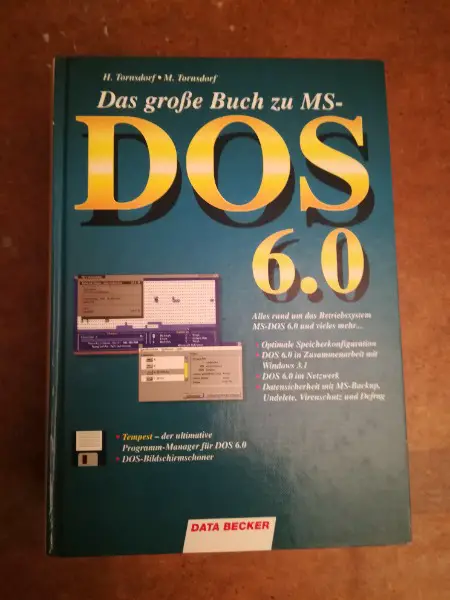 H. Tornsdorf • M. Tornsdorf
Das große Buch zu MS-
DOS
6.0
Alles rund um das Betriebssystem
MS-DOS 6.0 und vieles mehr...
• Optimale Speicherkonfiguration
• DOS 6.0 in Zusammenarbeit mit
Windows 3.1
• DOS 6.0 im Netzwerk
• Datensicherheit mit MS-Backup,
Undelete, Virenschutz und Defrag
• Tempest – der ultimative
Programm-Manager für DOS 6.0
• DOS-Bildschirmschoner
DATA BECKER